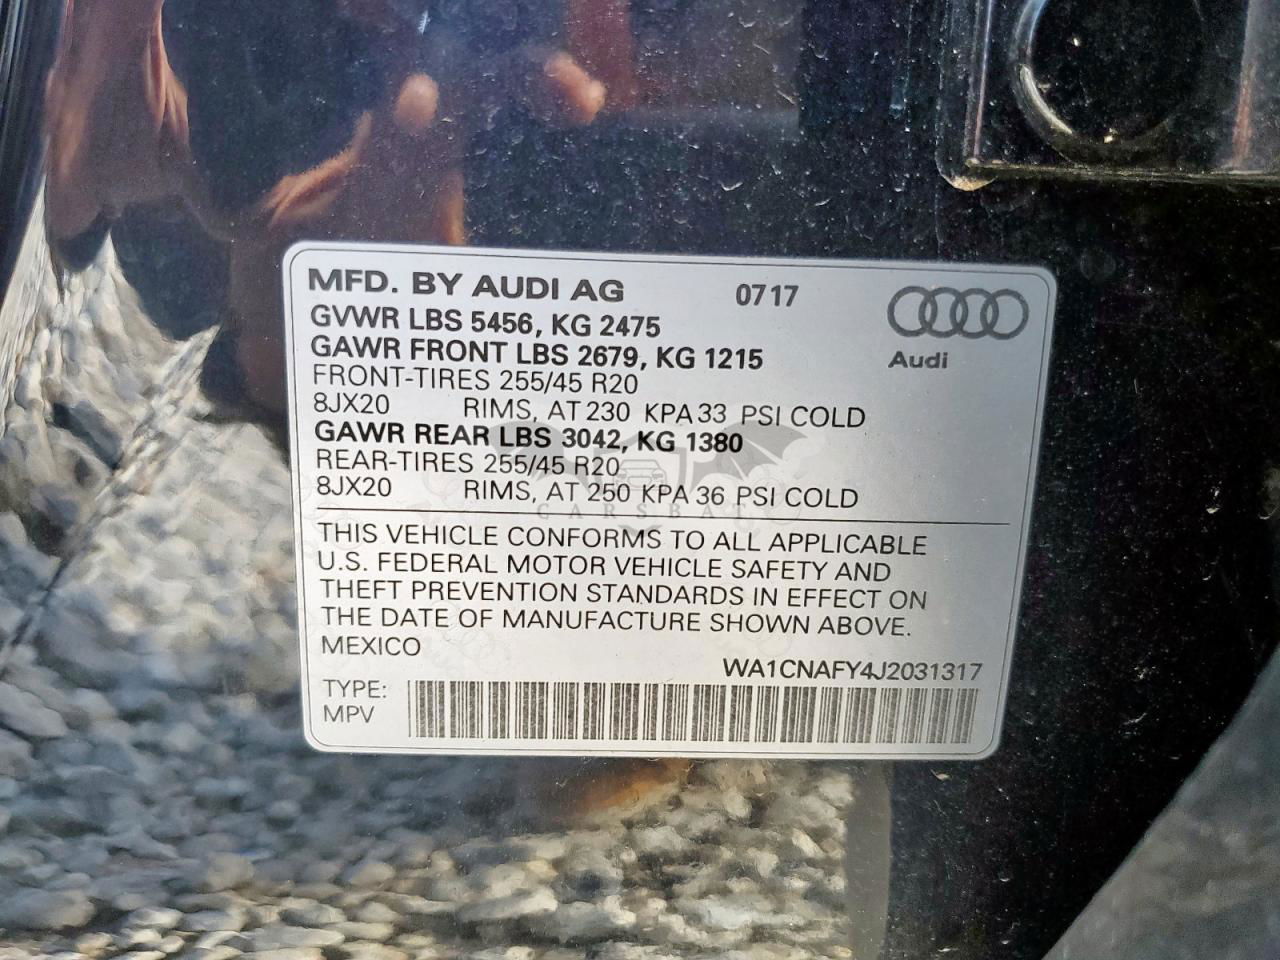 MFD. BY AUDI AG 0717
GVWR LBS 5456, KG 2475
GAWR FRONT LBS 2679, KG 1215
Audi
FRONT-TIRES 255/45 R20
8JX20 RIMS, AT 230 KPA 33 PSI COLD
GAWR REAR LBS 3042, KG 1380
REAR-TIRES 255/45 R20
8JX20 RIMS, AT 250 KPA 36 PSI COLD
CARSBAT
THIS VEHICLE CONFORMS TO ALL APPLICABLE
U.S. FEDERAL MOTOR VEHICLE SAFETY AND
THEFT PREVENTION STANDARDS IN EFFECT ON
THE DATE OF MANUFACTURE SHOWN ABOVE.
MEXICO
WA1CNAFY4J2031317
TYPE:
MPV